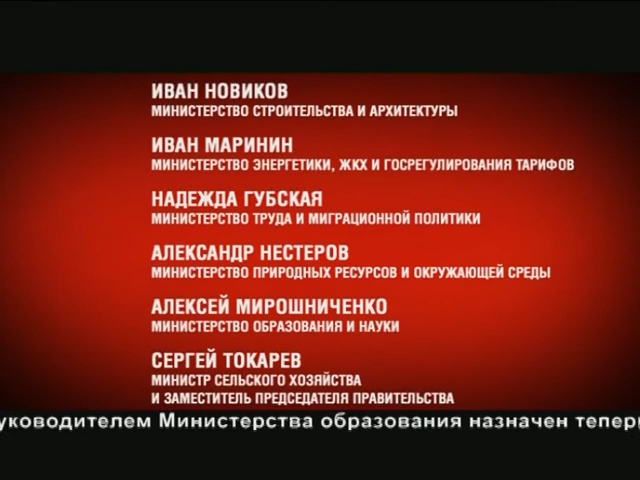 ИВАН НОВИКОВ
МИНИСТЕРСТВО СТРОИТЕЛЬСТВА И АРХИТЕКТУРЫ
ИВАН МАРИНИН
МИНИСТЕРСТВО ЭНЕРГЕТИКИ, ЖКХ И ГОСРЕГУЛИРОВАНИЯ ТАРИФОВ
НАДЕЖДА ГУБСКАЯ
МИНИСТЕРСТВО ТРУДА И МИГРАЦИОННОЙ ПОЛИТИКИ
АЛЕКСАНДР НЕСТЕРОВ
МИНИСТЕРСТВО ПРИРОДНЫХ РЕСУРСОВ И ОКРУЖАЮЩЕЙ СРЕДЫ
АЛЕКСЕЙ МИРОШНИЧЕНКО
МИНИСТЕРСТВО ОБРАЗОВАНИЯ И НАУКИ
СЕРГЕЙ ТОКАРЕВ
МИНИСТР СЕЛЬСКОГО ХОЗЯЙСТВА
И ЗАМЕСТИТЕЛЬ ПРЕДСЕДАТЕЛЯ ПРАВИТЕЛЬСТВА
уководителем Министерства образования назначен теперь